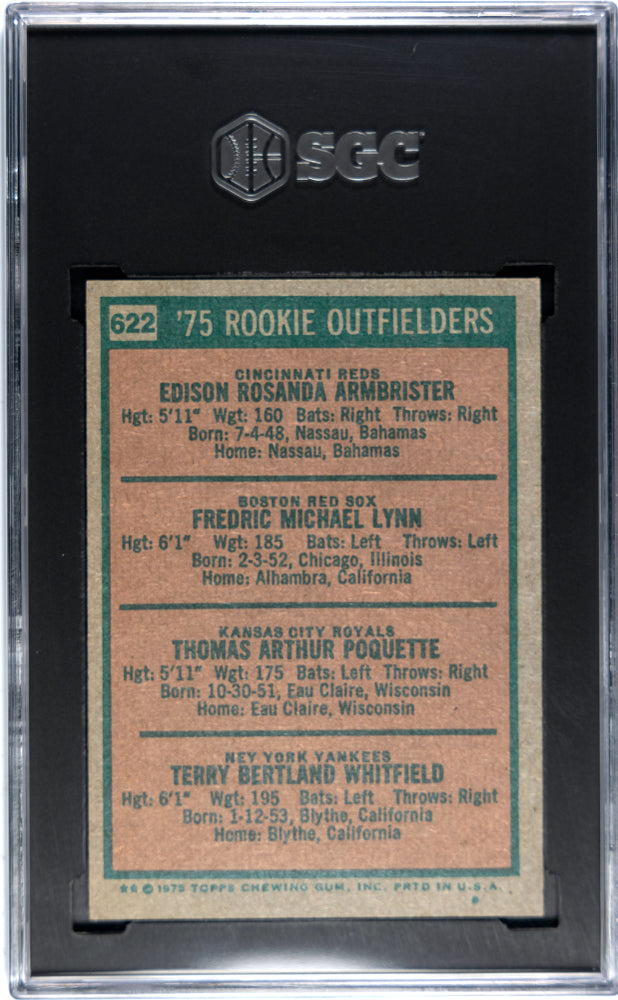 SGC
622 '75 ROOKIE OUTFIELDERS
CINCINNATI REDS
EDISON ROSANDA ARMBRISTER
Hgt: 5'11" Wgt: 160 Bats: Right Throws: Right
Born: 7-4-48, Nassau, Bahamas
Home: Nassau, Bahamas
BOSTON RED SOX
FREDRIC MICHAEL LYNN
Hgt: 6'1" Wgt: 185 Bats: Left Throws: Left
Born: 2-3-52, Chicago, Illinois
Home: Alhambra, California
KANSAS CITY ROYALS
THOMAS ARTHUR POQUETTE
Hgt: 5'11" Wgt: 175 Bats: Left Throws: Right
Born: 10-30-51, Eau Claire, Wisconsin
Home: Eau Claire, Wisconsin
NEW YORK YANKEES
TERRY BERTLAND WHITFIELD
Hgt: 6'1" Wgt: 195 Bats: Left Throws: Right
Born: 1-12-53, Blythe, California
Home: Blythe, California
★★ © 1975 TOPPS CHEWING GUM, INC. PRTD IN U.S.A.